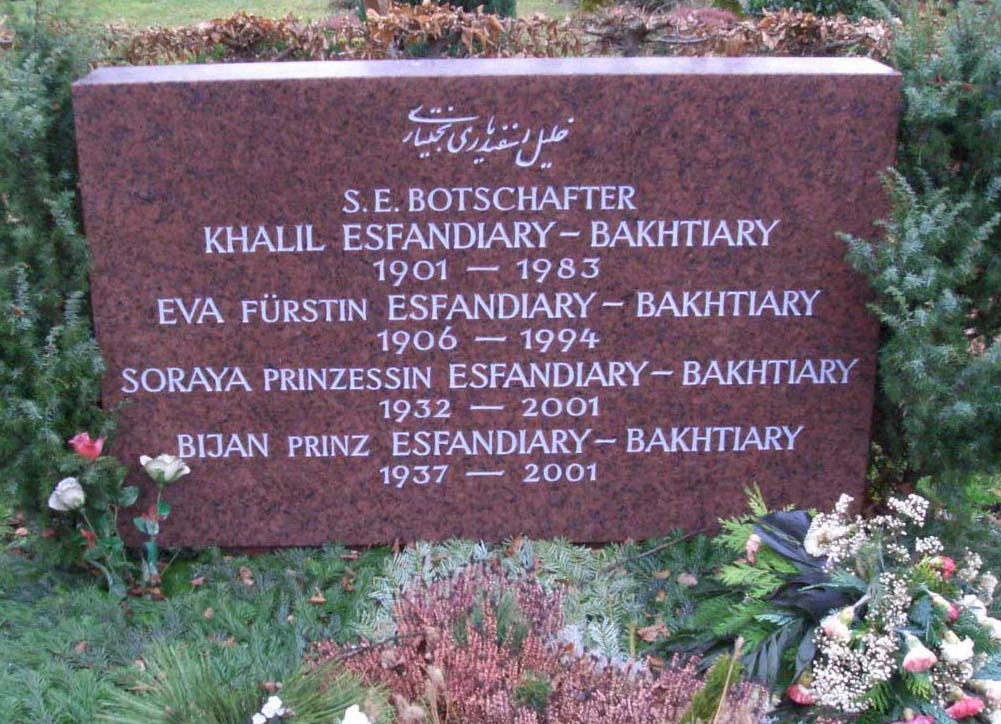 خلیل اسفندیاری بختیاری
S.E. BOTSCHAFTER
KHALIL ESFANDIARY – BAKHTIARY
1901 — 1983
EVA FÜRSTIN ESFANDIARY – BAKHTIARY
1906 — 1994
SORAYA PRINZESSIN ESFANDIARY – BAKHTIARY
1932 — 2001
BIJAN PRINZ ESFANDIARY – BAKHTIARY
1937 — 2001